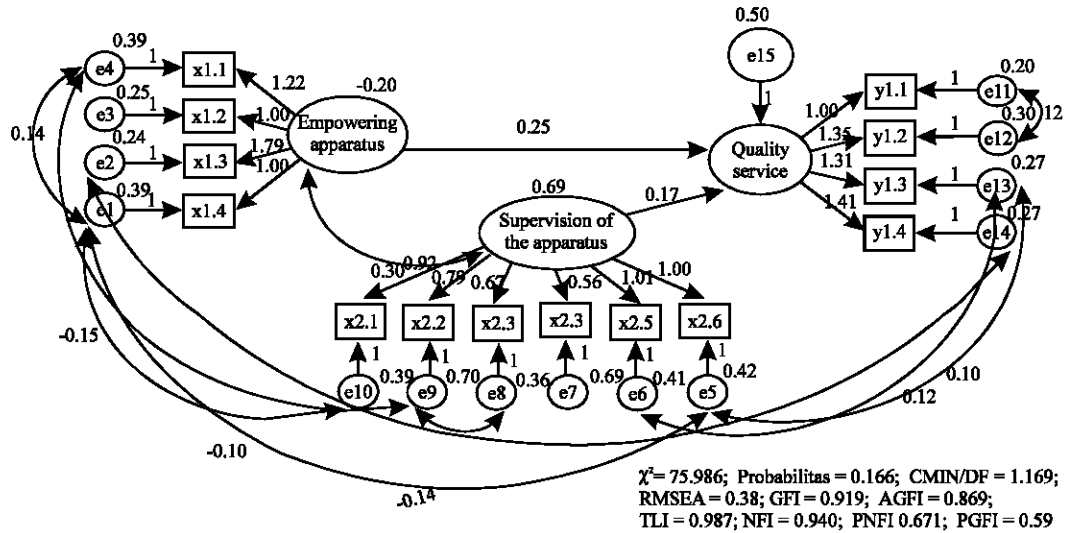 0.50
e15
1
0.39
e4
1
x1.1
1.22
-0.20
Empowering
apparatus
0.25
e3
1
x1.2
1.00
0.14
0.24
e2
1
x1.3
1.79
0.39
e1
1
x1.4
1.00
0.25
Quality
service
1.00
y1.1
1
e11
0.20
12
1.35
y1.2
1
0.30
e12
1.31
y1.3
1
0.27
e13
1.41
y1.4
1
0.27
e14
0.69
Supervision of
the apparatus
0.17
0.30
0.92
0.79
0.67
0.56
1.01
1.00
x2.1
x2.2
x2.3
x2.3
x2.5
x2.6
1
1
1
1
1
1
e10
0.39
e9
0.70
e8
0.36
e7
0.69
e6
0.41
e5
0.42
-0.15
-0.10
-0.14
0.12
0.10
χ²= 75.986; Probabilitas = 0.166; CMIN/DF = 1.169;
RMSEA = 0.38; GFI = 0.919; AGFI = 0.869;
TLI = 0.987; NFI = 0.940; PNFI 0.671; PGFI = 0.59